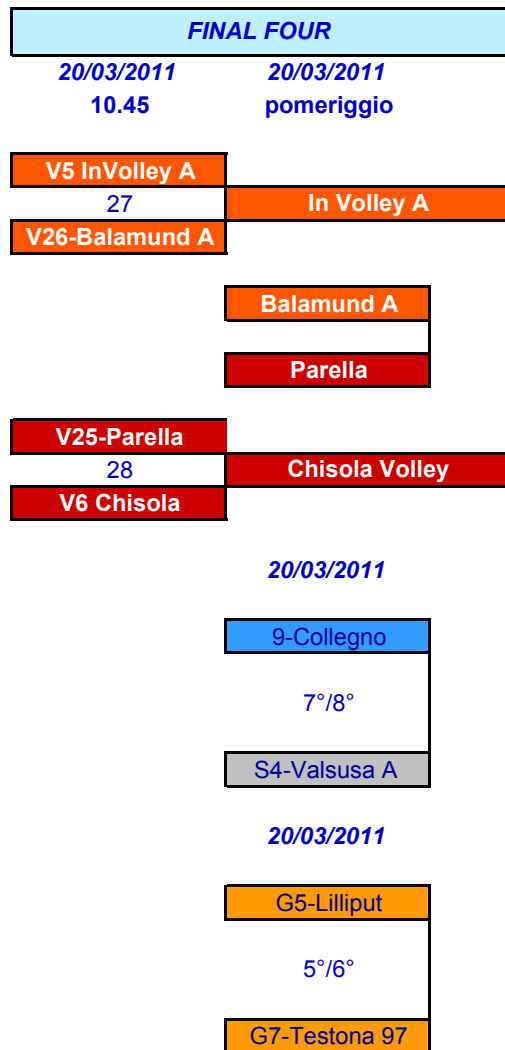 FINAL FOUR
20/03/2011 20/03/2011
10.45 pomeriggio
V5 InVolley A
27 In Volley A
V26-Balamund A
Balamund A
Parella
V25-Parella
28 Chisola Volley
V6 Chisola
20/03/2011
9-Collegno
7°/8°
S4-Valsusa A
20/03/2011
G5-Lilliput
5°/6°
G7-Testona 97